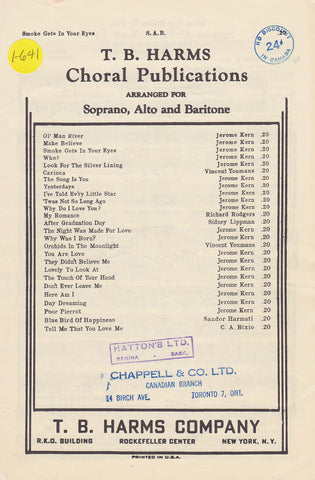 Smoke Gets In Your Eyes S. A. B.
1-641
NO DISCOUNT
24¢
IN CANADA
T. B. HARMS
Choral Publications
ARRANGED FOR
Soprano, Alto and Baritone
Ol' Man River Jerome Kern .20
Make Believe Jerome Kern .20
Smoke Gets In Your Eyes Jerome Kern .20
Who? Jerome Kern .20
Look For The Silver Lining Jerome Kern .20
Carioca Vincent Youmans .20
The Song Is You Jerome Kern .20
Yesterdays Jerome Kern .20
I've Told Ev'ry Little Star Jerome Kern .20
'Twas Not So Long Ago Jerome Kern .20
Why Do I Love You? Jerome Kern .20
My Romance Richard Rodgers .20
After Graduation Day Sidney Lippman .20
The Night Was Made For Love Jerome Kern .20
Why Was I Born? Jerome Kern .20
Orchids In The Moonlight Vincent Youmans .20
You Are Love Jerome Kern .20
They Didn't Believe Me Jerome Kern .20
Lovely To Look At Jerome Kern .20
The Touch Of Your Hand Jerome Kern .20
Don't Ever Leave Me Jerome Kern .20
Here Am I Jerome Kern .20
Day Dreaming Jerome Kern .20
Poor Pierrot Jerome Kern .20
Blue Bird Of Happiness Sandor Harmati .20
Tell Me That You Love Me C. A. Bixio .20
HATTON'S LTD.
REGINA - SASK.
CHAPPELL & CO. LTD.
CANADIAN BRANCH
14 BIRCH AVE. TORONTO 7, ONT.
T. B. HARMS COMPANY
R.K.O. BUILDING ROCKEFELLER CENTER NEW YORK, N.Y.
PRINTED IN U.S.A.